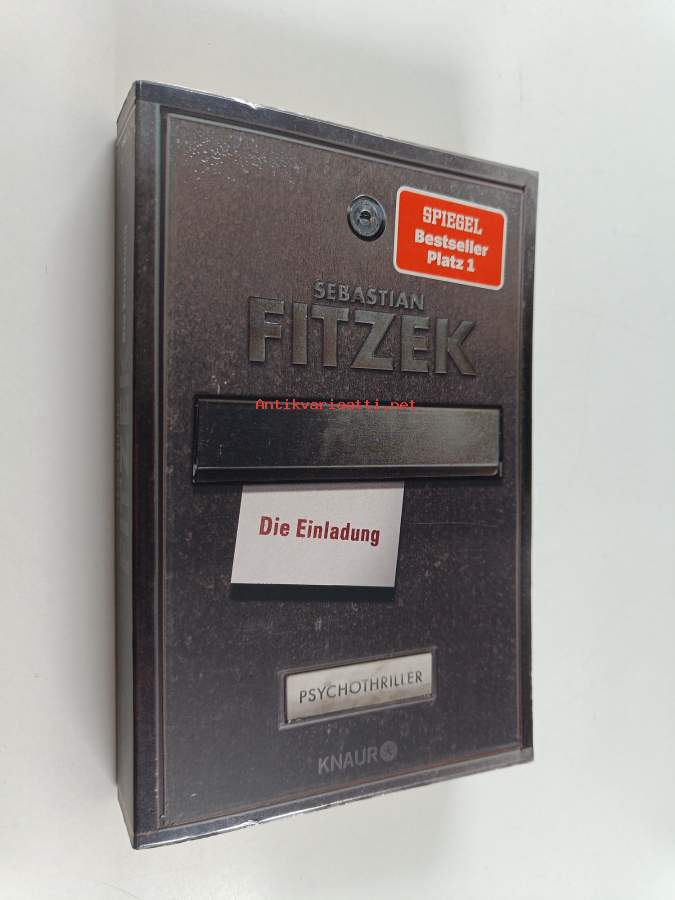 SPIEGEL
Bestseller
Platz 1
SEBASTIAN
FITZEK
Antikvariaatti.net
Die Einladung
PSYCHOTHRILLER
KNAUR